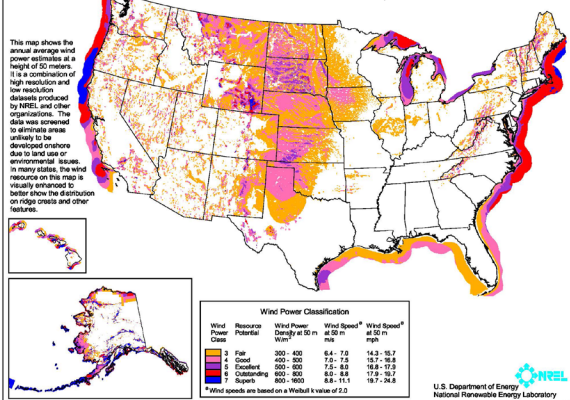 This map shows the
annual average wind
power estimates at a
height of 50 meters.
It is a combination of
high resolution and
low resolution
datasets produced
by NREL and other
organizations. The
data was screened
to eliminate areas
unlikely to be
developed onshore
due to land use or
environmental issues.
In many states, the wind
resource on this map is
visually enhanced to
better show the distribution
on ridge crests and other
features.
Wind Power Classification
Wind Resource Wind Power Wind Speed a Wind Speed a
Power Potential Density at 50 m at 50 m at 50 m
Class W/m² m/s mph
3 Fair 300 - 400 6.4 - 7.0 14.3 - 15.7
4 Good 400 - 500 7.0 - 7.5 15.7 - 16.8
5 Excellent 500 - 600 7.5 - 8.0 16.8 - 17.9
6 Outstanding 600 - 800 8.0 - 8.8 17.9 - 19.7
7 Superb 800 - 1600 8.8 - 11.1 19.7 - 24.8
a Wind speeds are based on a Weibull k value of 2.0
NREL
U.S. Department of Energy
National Renewable Energy Laboratory